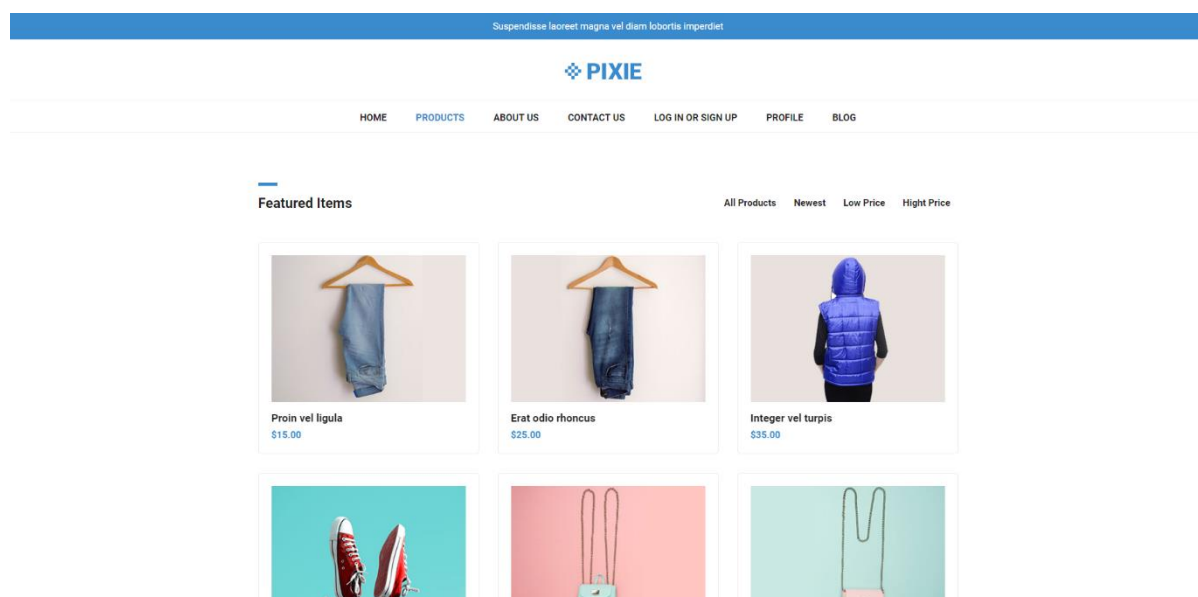 Suspendisse laoreet magna vel diam lobortis imperdiet
PIXIE
HOME PRODUCTS ABOUT US CONTACT US LOG IN OR SIGN UP PROFILE BLOG
Featured Items
All Products Newest Low Price Hight Price
Proin vel ligula
$15.00
Erat odio rhoncus
$25.00
Integer vel turpis
$35.00